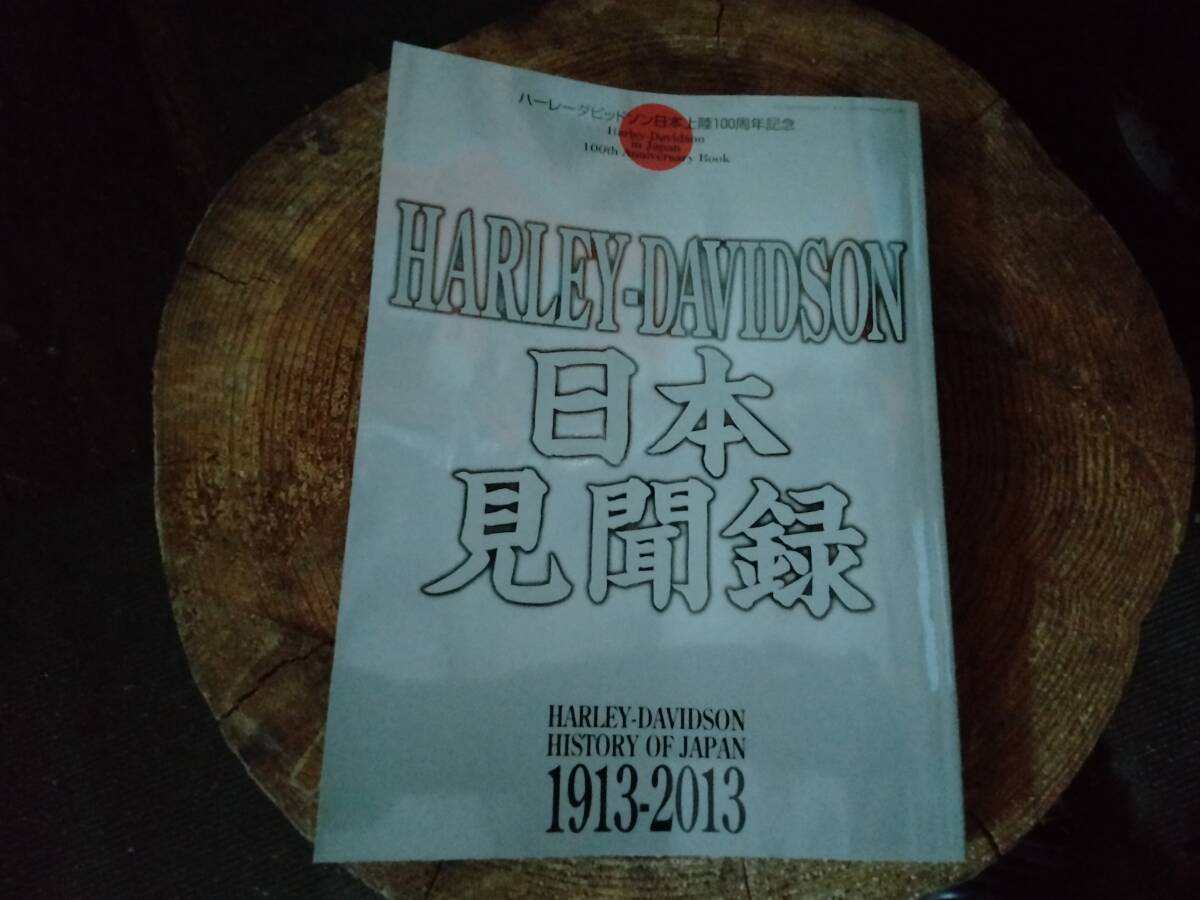 ハーレーダビッドソン日本上陸100周年記念
Harley-Davidson
in Japan
100th Anniversary Book
HARLEY-DAVIDSON
日本
見聞録
HARLEY-DAVIDSON
HISTORY OF JAPAN
1913-2013